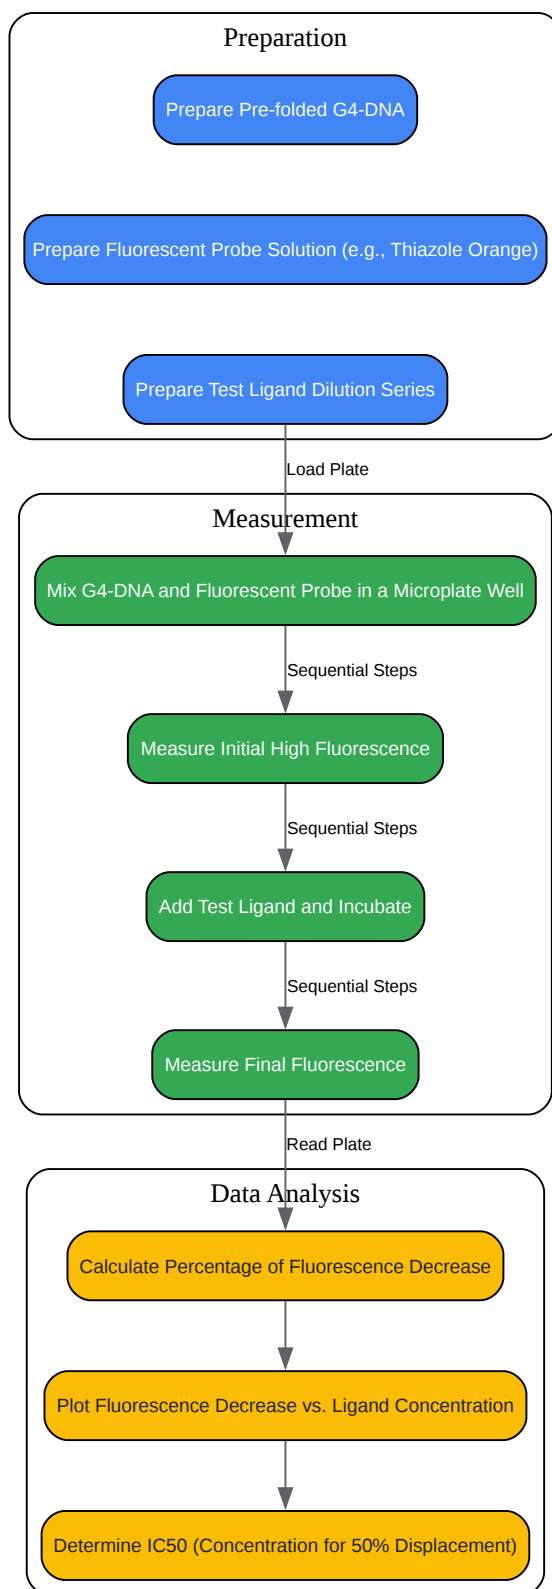 Preparation
Prepare Pre-folded G4-DNA
Prepare Fluorescent Probe Solution (e.g., Thiazole Orange)
Prepare Test Ligand Dilution Series
Load Plate
Measurement
Mix G4-DNA and Fluorescent Probe in a Microplate Well
Sequential Steps
Measure Initial High Fluorescence
Sequential Steps
Add Test Ligand and Incubate
Sequential Steps
Measure Final Fluorescence
Read Plate
Data Analysis
Calculate Percentage of Fluorescence Decrease
Plot Fluorescence Decrease vs. Ligand Concentration
Determine IC50 (Concentration for 50% Displacement)